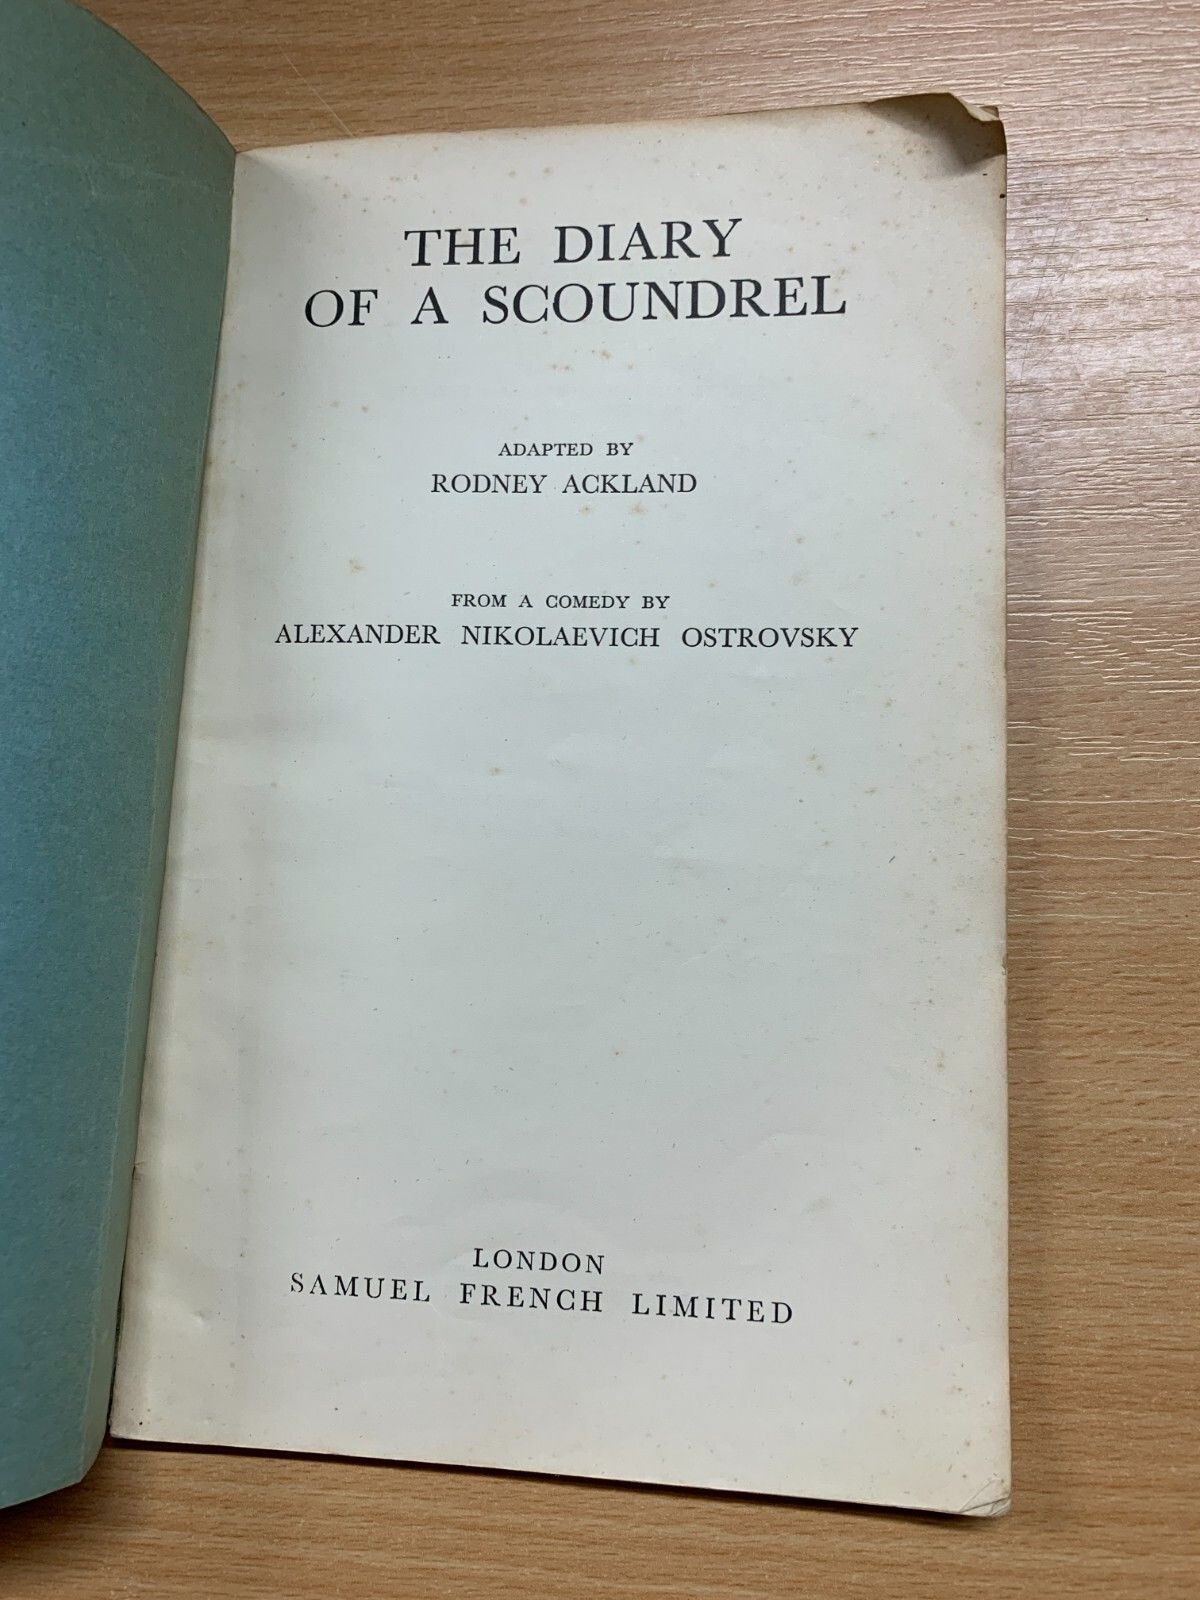 THE DIARY
OF A SCOUNDREL
ADAPTED BY
RODNEY ACKLAND
FROM A COMEDY BY
ALEXANDER NIKOLAEVICH OSTROVSKY
LONDON
SAMUEL FRENCH LIMITED